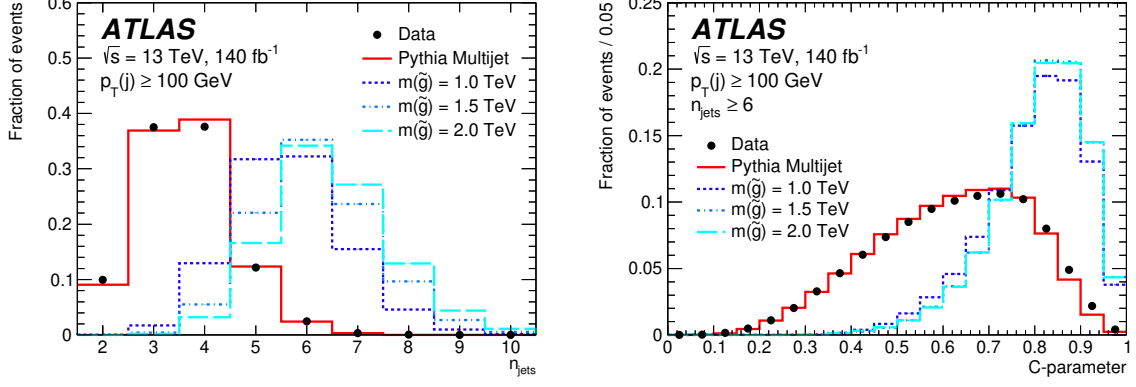 ATLAS
√s = 13 TeV, 140 fb⁻¹
p_T(j) ≥ 100 GeV
Data
Pythia Multijet
m(g̃) = 1.0 TeV
m(g̃) = 1.5 TeV
m(g̃) = 2.0 TeV
Fraction of events
0.6
0.5
0.4
0.3
0.2
0.1
0
2 3 4 5 6 7 8 9 10
n_jets
ATLAS
√s = 13 TeV, 140 fb⁻¹
p_T(j) ≥ 100 GeV
n_jets ≥ 6
Data
Pythia Multijet
m(g̃) = 1.0 TeV
m(g̃) = 1.5 TeV
m(g̃) = 2.0 TeV
Fraction of events / 0.05
0.25
0.2
0.15
0.1
0.05
0
0 0.1 0.2 0.3 0.4 0.5 0.6 0.7 0.8 0.9 1
C-parameter